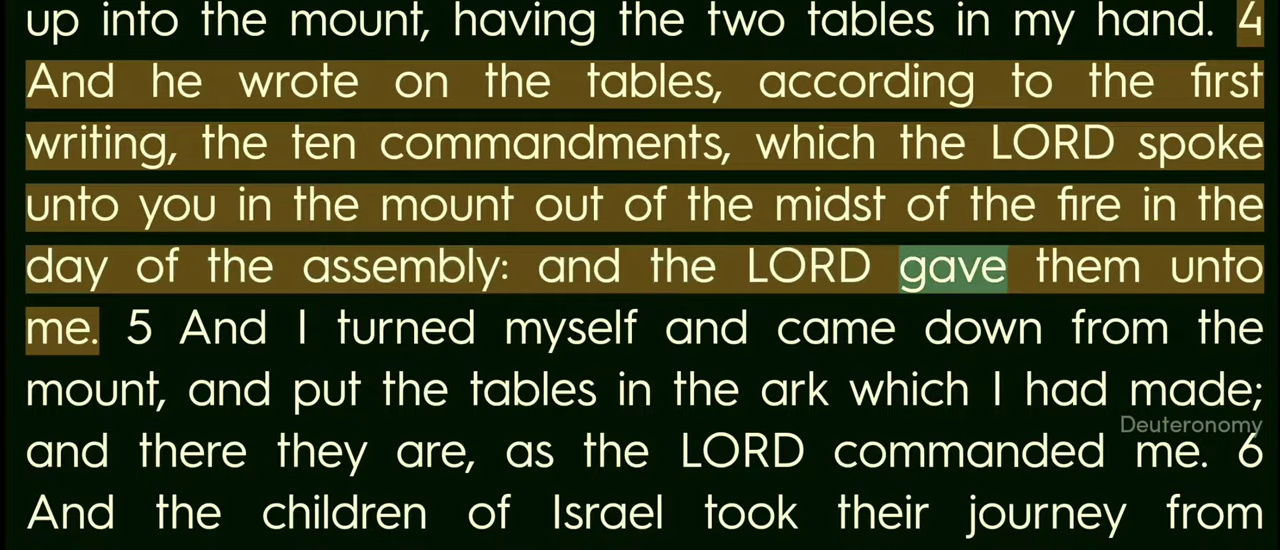 up into the mount, having the two tables in my hand. 4
And he wrote on the tables, according to the first
writing, the ten commandments, which the LORD spoke
unto you in the mount out of the midst of the fire in the
day of the assembly: and the LORD gave them unto
me. 5 And I turned myself and came down from the
mount, and put the tables in the ark which I had made;
Deuteronomy
and there they are, as the LORD commanded me. 6
And the children of Israel took their journey from